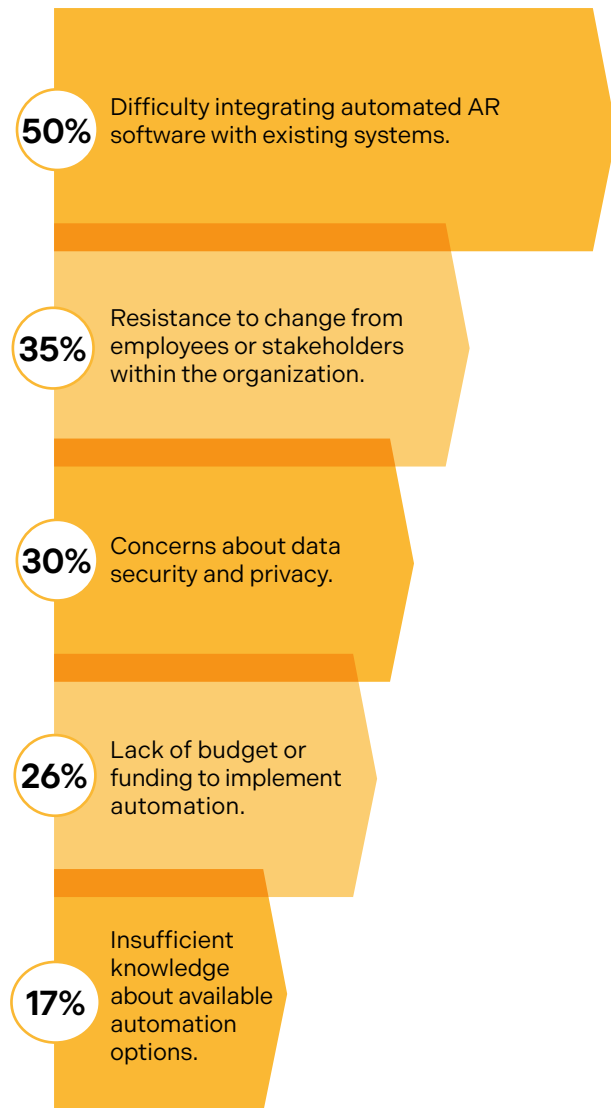 50%
Difficulty integrating automated AR
software with existing systems.
35%
Resistance to change from
employees or stakeholders
within the organization.
30%
Concerns about data
security and privacy.
26%
Lack of budget or
funding to implement
automation.
17%
Insufficient
knowledge
about available
automation
options.